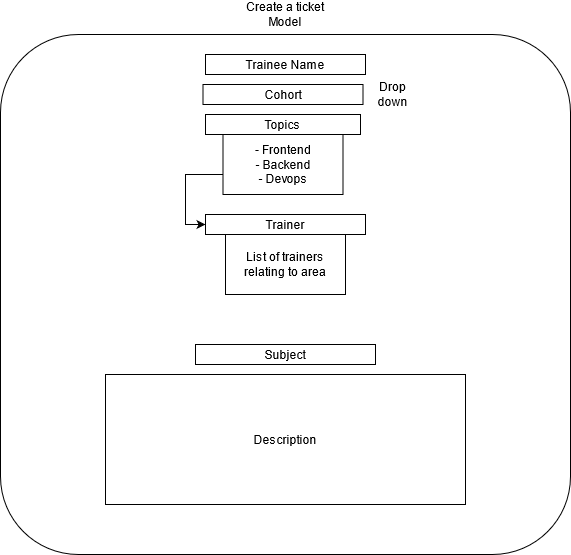 Create a ticket
Model
Trainee Name
Cohort
Drop
down
Topics
- Frontend
- Backend
- Devops
Trainer
List of trainers
relating to area
Subject
Description